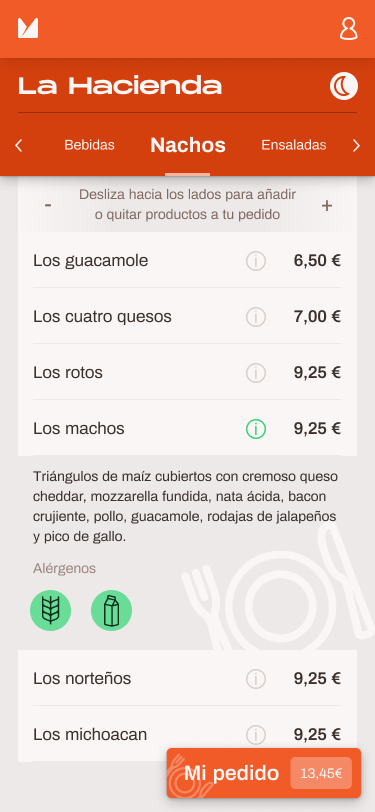 La Hacienda
Bebidas Nachos Ensaladas
- Desliza hacia los lados para añadir +
o quitar productos a tu pedido
Los guacamole 6,50 €
Los cuatro quesos 7,00 €
Los rotos 9,25 €
Los machos 9,25 €
Triángulos de maíz cubiertos con cremoso queso
cheddar, mozzarella fundida, nata ácida, bacon
crujiente, pollo, guacamole, rodajas de jalapeños
y pico de gallo.
Alérgenos
Los norteños 9,25 €
Los michoacan 9,25 €
Mi pedido 13,45€